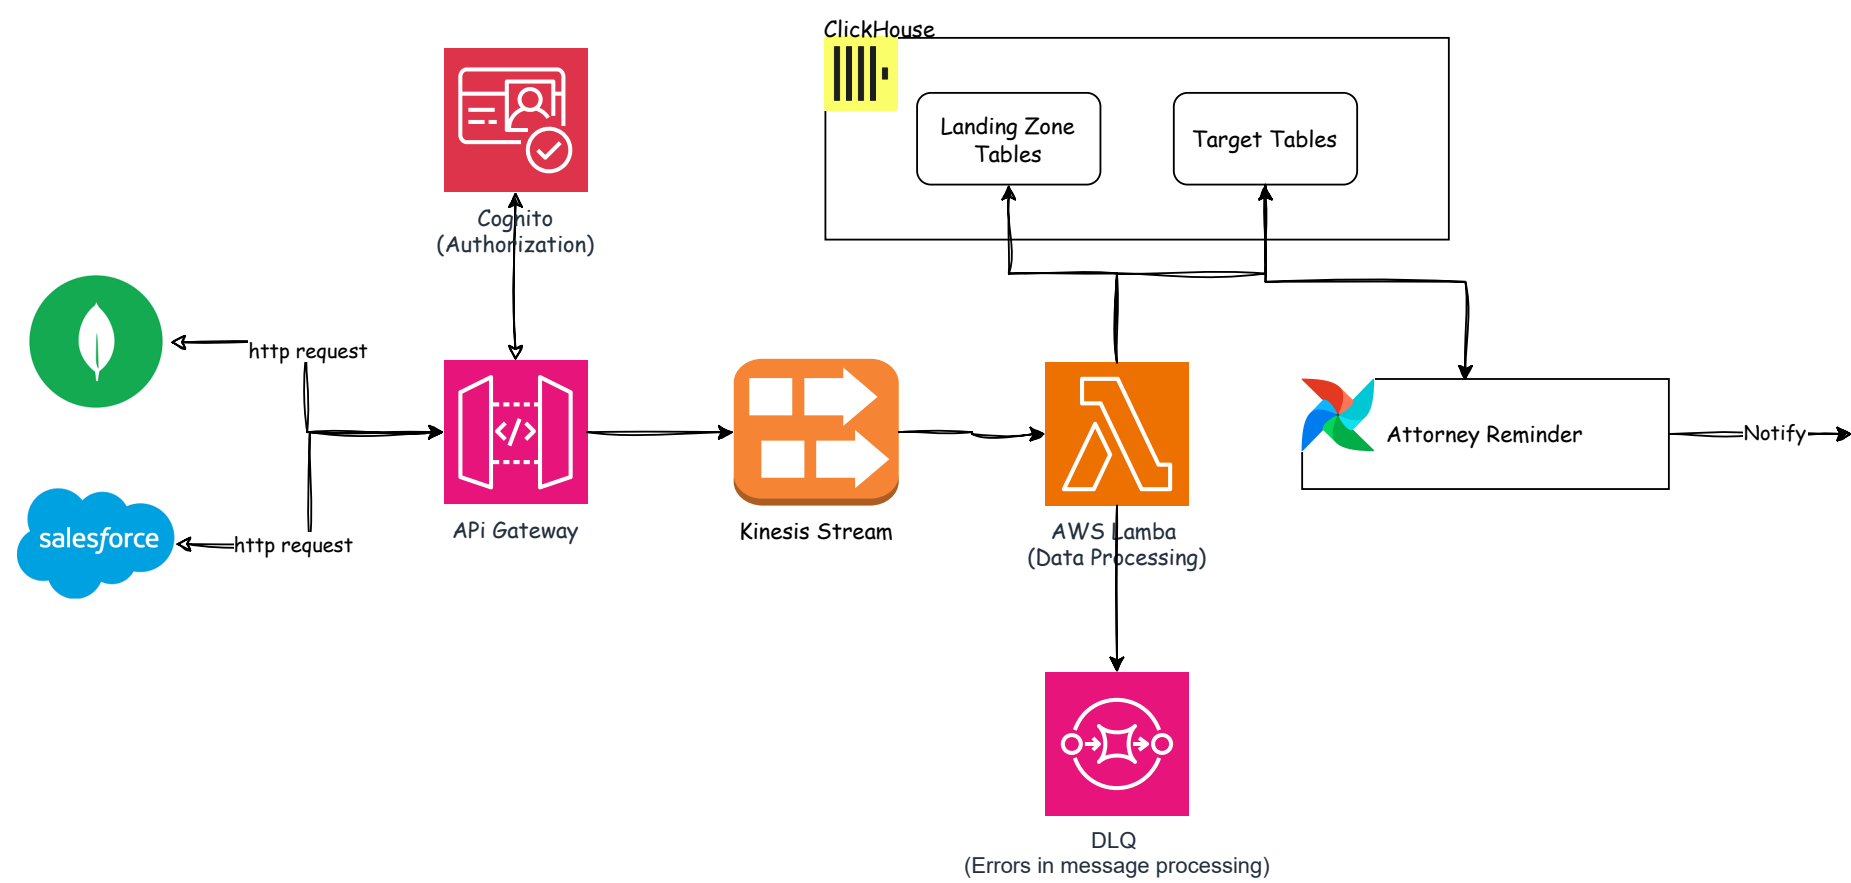 ClickHouse
Landing Zone
Tables
Target Tables
Cognito
(Authorization)
http request
salesforce
http request
APi Gateway
Kinesis Stream
AWS Lamba
(Data Processing)
Attorney Reminder
Notify
DLQ
(Errors in message processing)